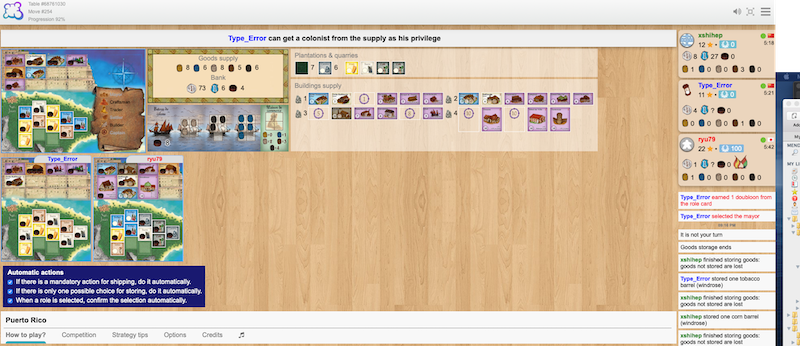 Table #66761030
Move #294
Progression 92%
Type_Error can get a colonist from the supply as his privilege
Goods supply
8 6 8 5 6
Bank
73 6 4
Plantations & quarries
7 6
Buildings supply
1 2
3 4
Type_Error
ryu79
Automatic actions
If there is a mandatory action for shipping, do it automatically.
If there is only one possible choice for storing, do it automatically.
When a role is selected, confirm the selection automatically.
Puerto Rico
How to play?
Competition
Strategy tips
Options
Credits
xshihep
12 0
5:18
8 27 0
1 0 0 3 0
Type_Error
11 0
5:21
4 ? 0
0 0 0 1 0
ryu79
22 100
5:42
1 ? 0
1 0 0 0 0
Type_Error earned 1 doubloon from the role card
Type_Error selected the mayor
It is not your turn
Goods storage ends
xshihep finished storing goods: goods not stored are lost
Type_Error stored one tobacco barrel (windrose)
xshihep finished storing goods: goods not stored are lost
xshihep stored one corn barrel (windrose)
xshihep finished storing goods: goods not stored are lost
MY LI